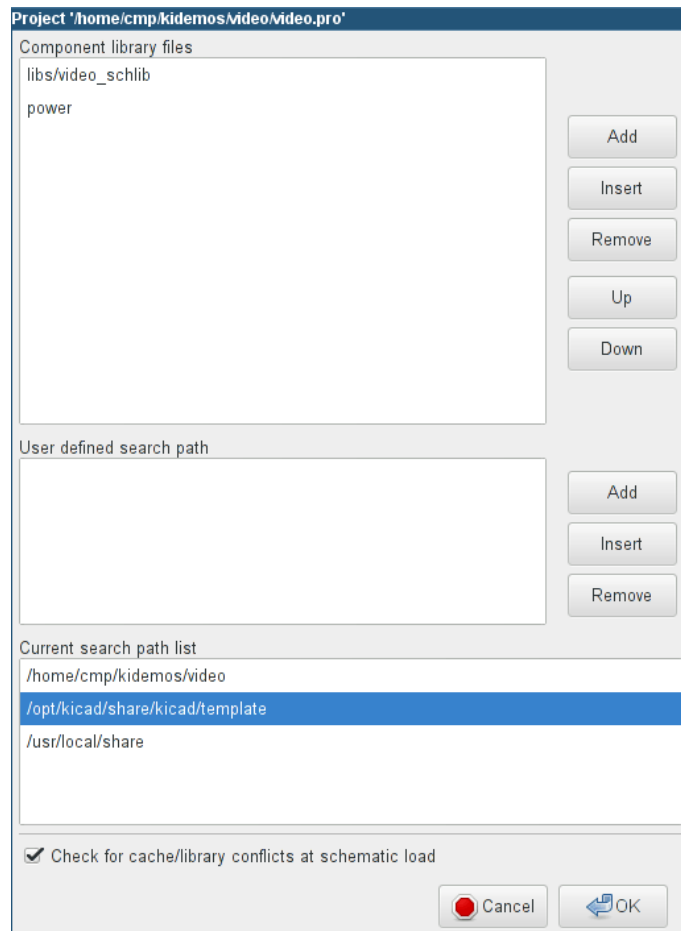 Project '/home/cmp/kidemos/video/video.pro'
Component library files
libs/video_schlib
power
Add
Insert
Remove
Up
Down
User defined search path
Add
Insert
Remove
Current search path list
/home/cmp/kidemos/video
/opt/kicad/share/kicad/template
/usr/local/share
Check for cache/library conflicts at schematic load
Cancel OK